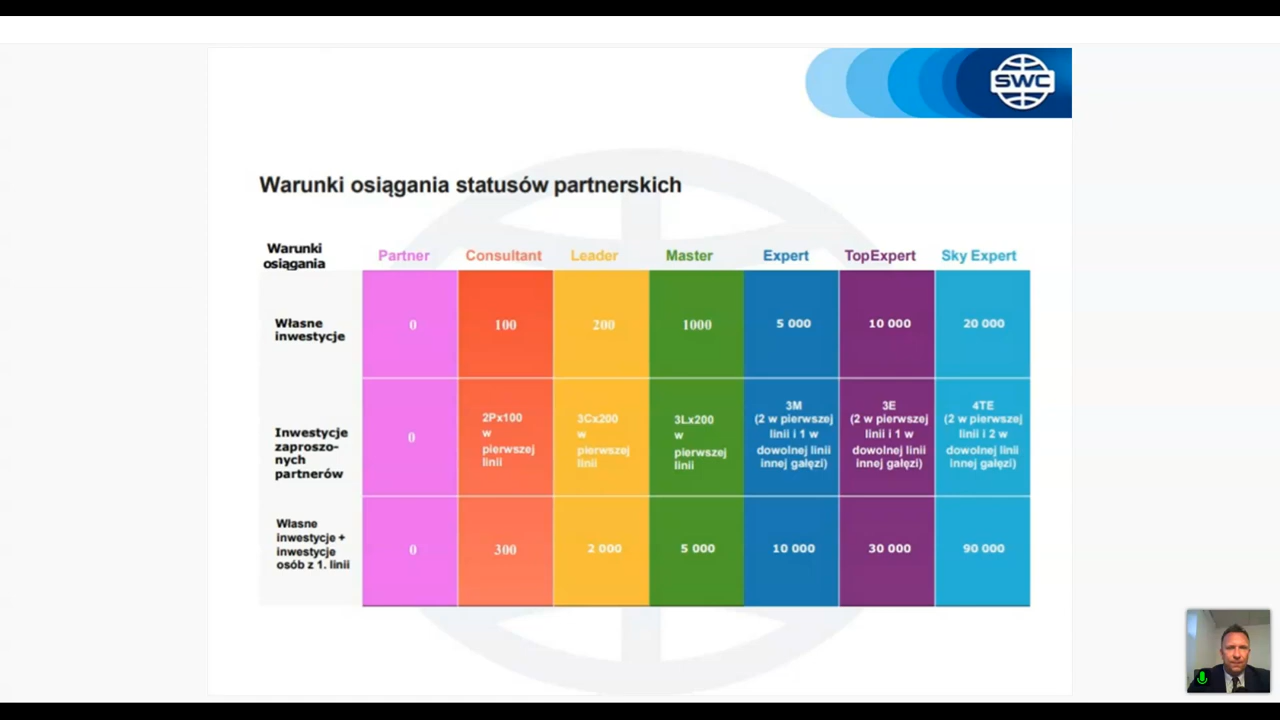 SWC
Warunki osiągania statusów partnerskich
Warunki
osiągania
Partner
Consultant
Leader
Master
Expert
TopExpert
Sky Expert
Własne
inwestycje
0
100
200
1000
5 000
10 000
20 000
Inwestycje
zaproszo-
nych
partnerów
0
2Px100
w
pierwszej
linii
3Cx200
w
pierwszej
linii
3Lx200
w
pierwszej
linii
3M
(2 w pierwszej
linii i 1 w
dowolnej linii
innej gałęzi)
3E
(2 w pierwszej
linii i 1 w
dowolnej linii
innej gałęzi)
4TE
(2 w pierwszej
linii i 2 w
dowolnej linii
innej gałęzi)
Własne
inwestycje +
inwestycje
osób z 1. linii
0
300
2 000
5 000
10 000
30 000
90 000